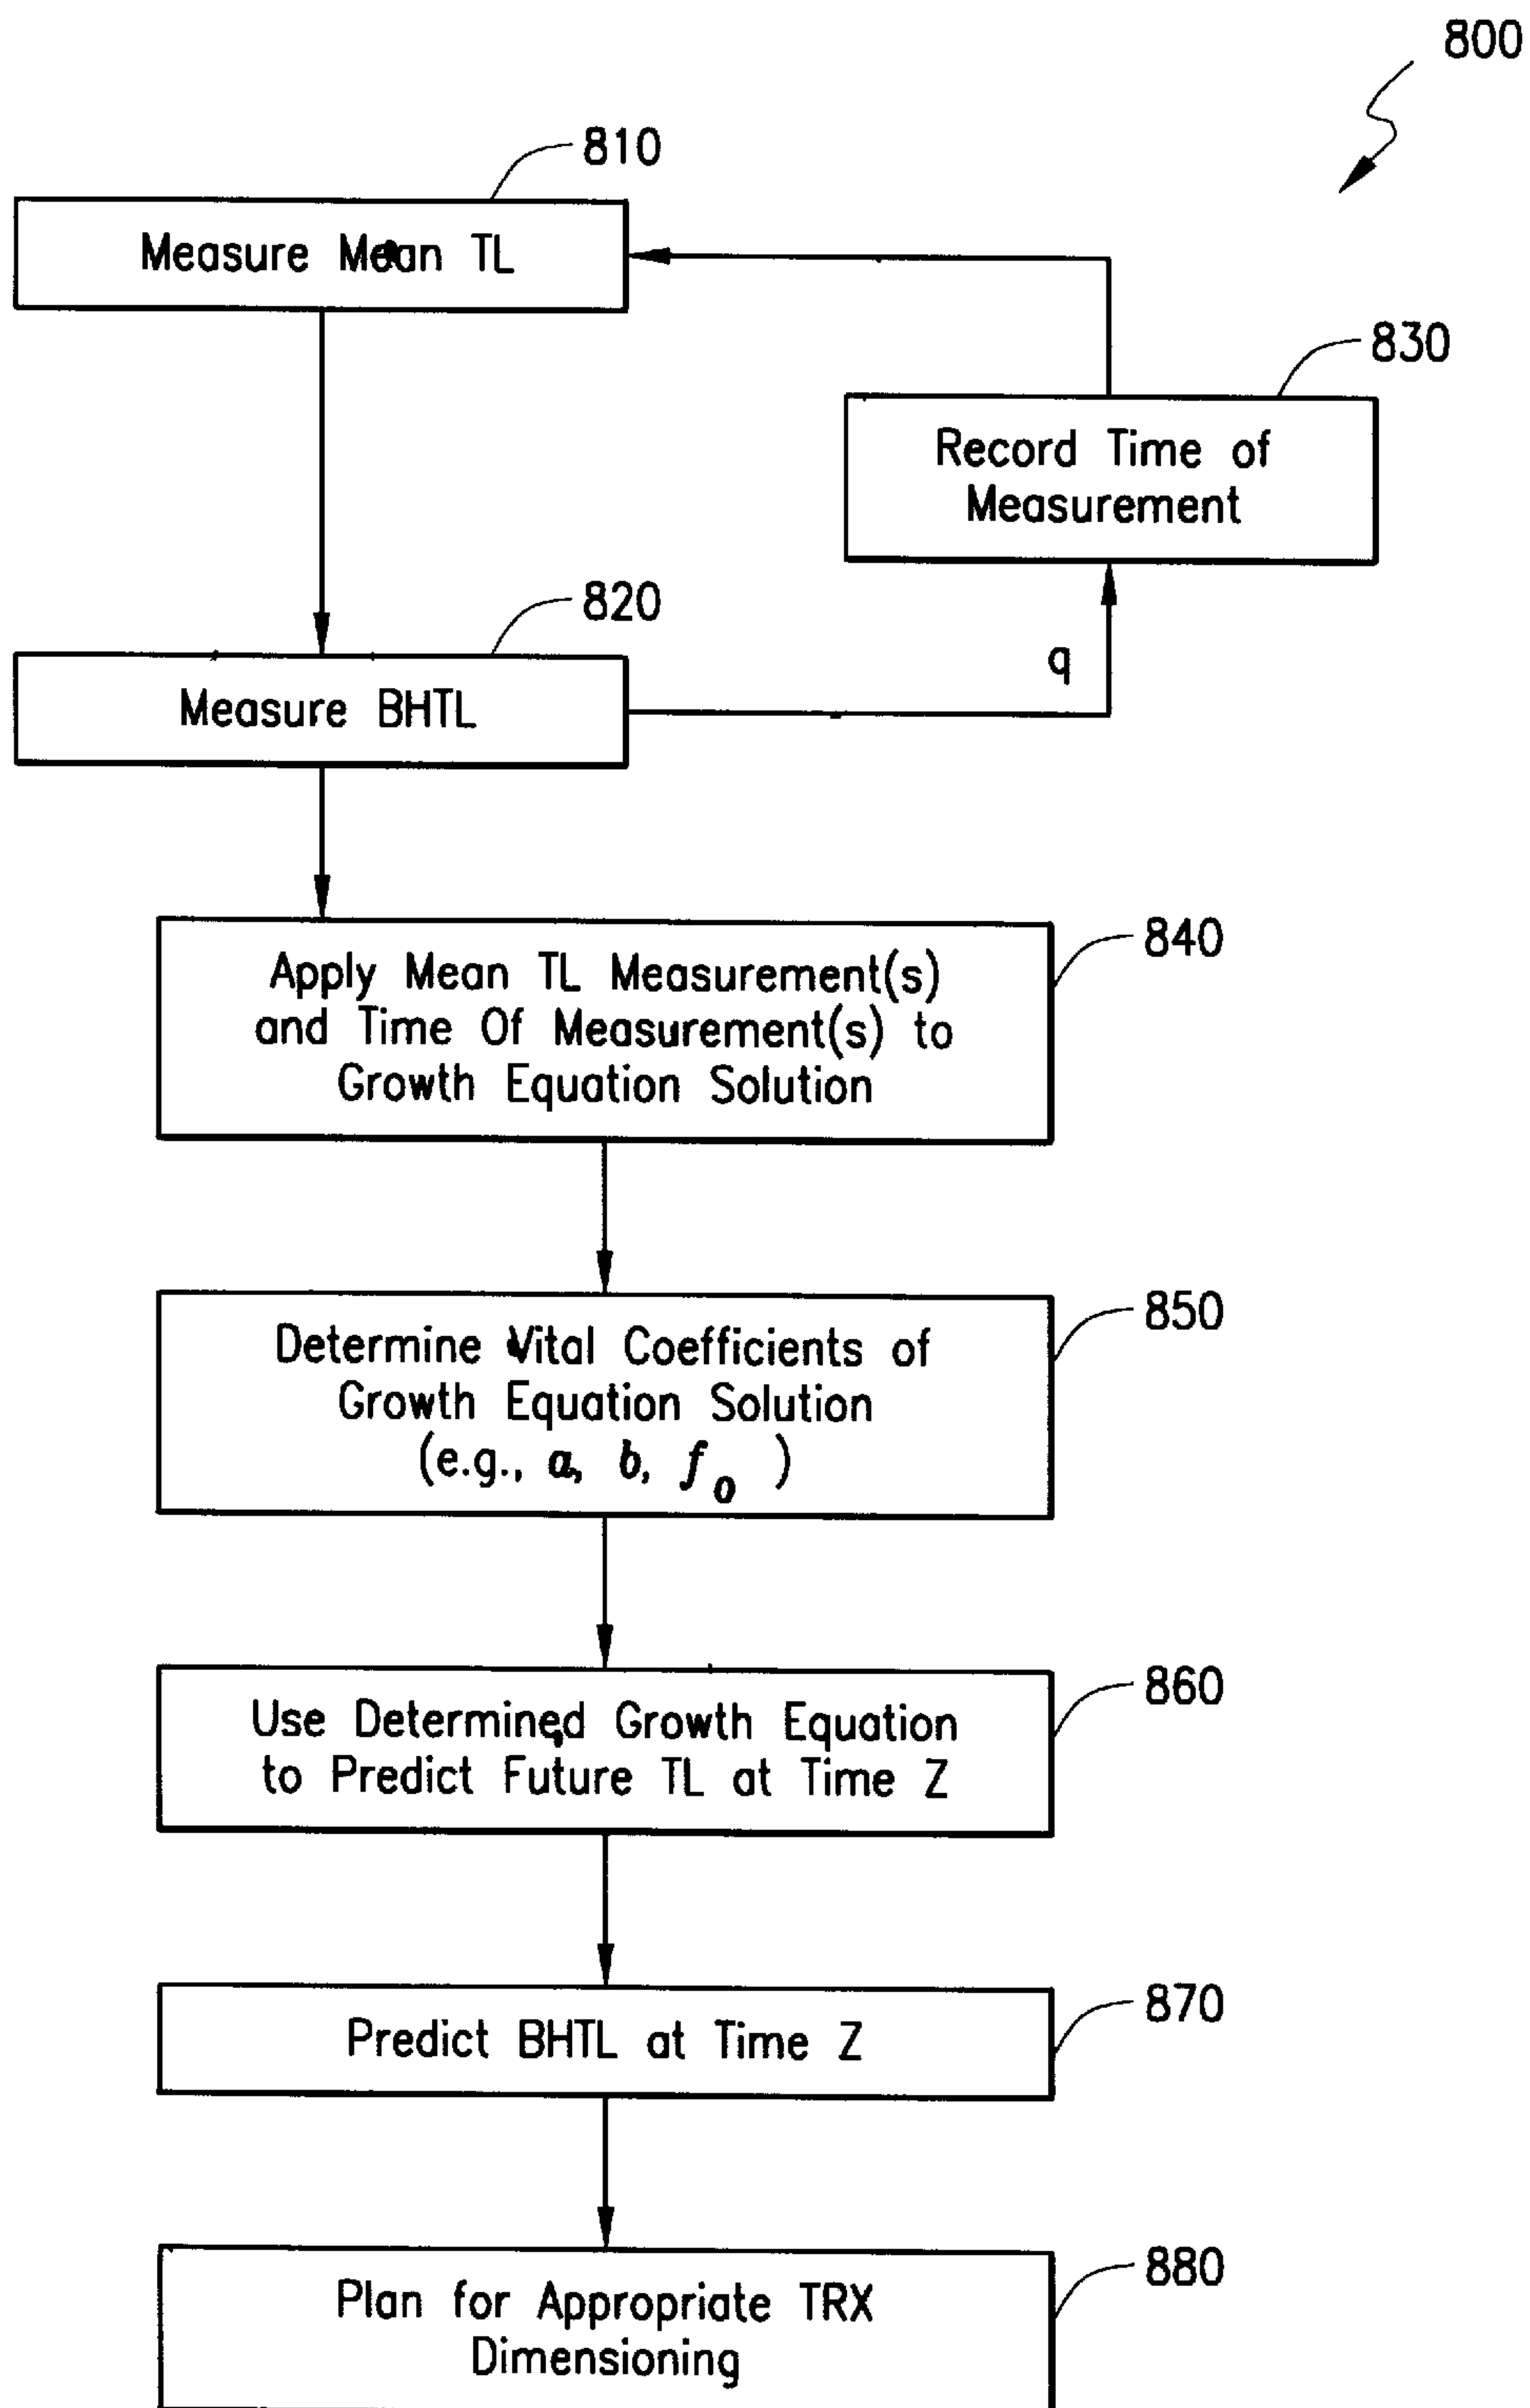 800
810
Measure Mean TL
830
Record Time of
Measurement
820
Measure BHTL
q
840
Apply Mean TL Measurement(s)
and Time Of Measurement(s) to
Growth Equation Solution
850
Determine Vital Coefficients of
Growth Equation Solution
(e.g., a, b, f₀ )
860
Use Determined Growth Equation
to Predict Future TL at Time Z
870
Predict BHTL at Time Z
880
Plan for Appropriate TRX
Dimensioning